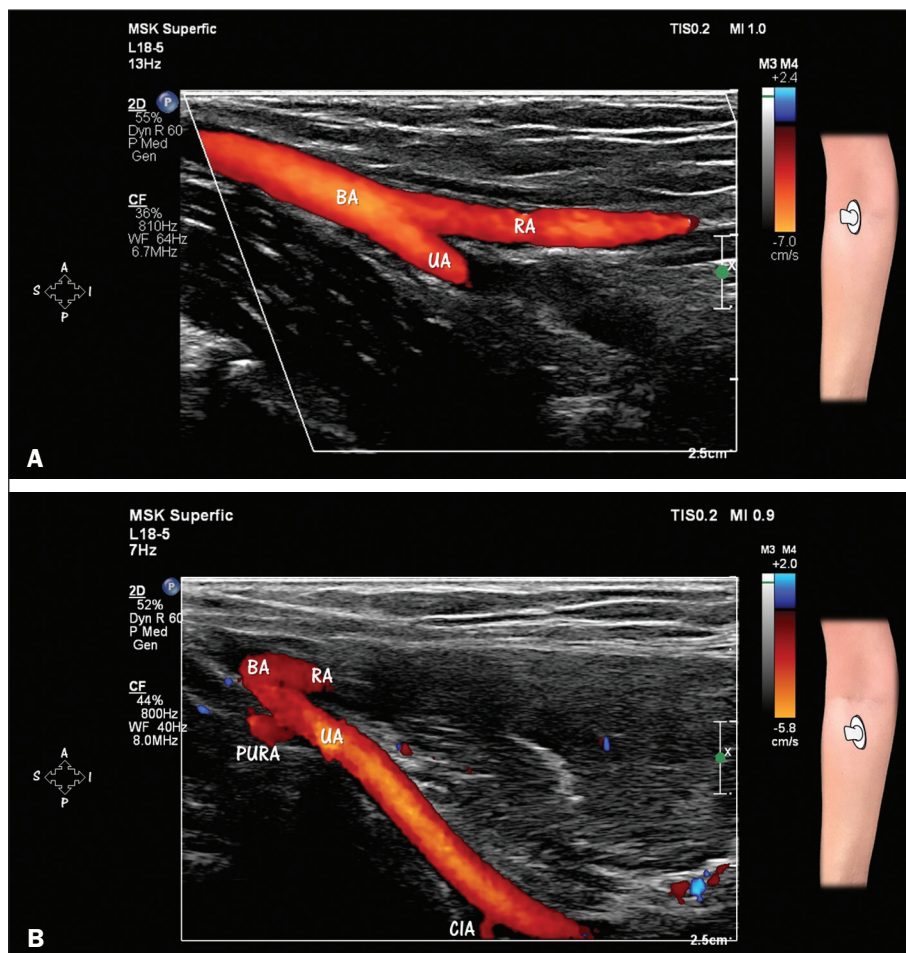 MSK Superfic
L18-5
13Hz
TIS0.2 MI 1.0
M3 M4
+2.4
2D
55%
Dyn R 60
P Med
Gen
P
CF
36%
810Hz
WF 64Hz
6.7MHz
BA
RA
UA
A
S I
P
x
-7.0
cm/s
2.5cm
A
MSK Superfic
L18-5
7Hz
TIS0.2 MI 0.9
M3 M4
+2.0
2D
52%
Dyn R 60
P Med
Gen
P
CF
44%
800Hz
WF 40Hz
8.0MHz
BA
RA
UA
PURA
CIA
A
S I
P
x
-5.8
cm/s
2.5cm
B